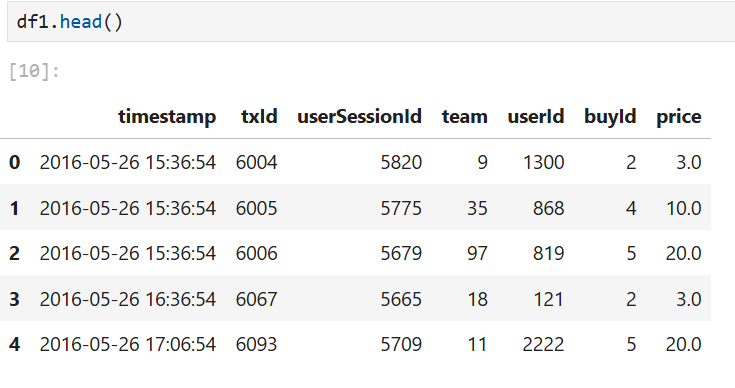 df1.head()
[10]:
timestamp txId userSessionId team userId buyId price
0 2016-05-26 15:36:54 6004 5820 9 1300 2 3.0
1 2016-05-26 15:36:54 6005 5775 35 868 4 10.0
2 2016-05-26 15:36:54 6006 5679 97 819 5 20.0
3 2016-05-26 16:36:54 6067 5665 18 121 2 3.0
4 2016-05-26 17:06:54 6093 5709 11 2222 5 20.0